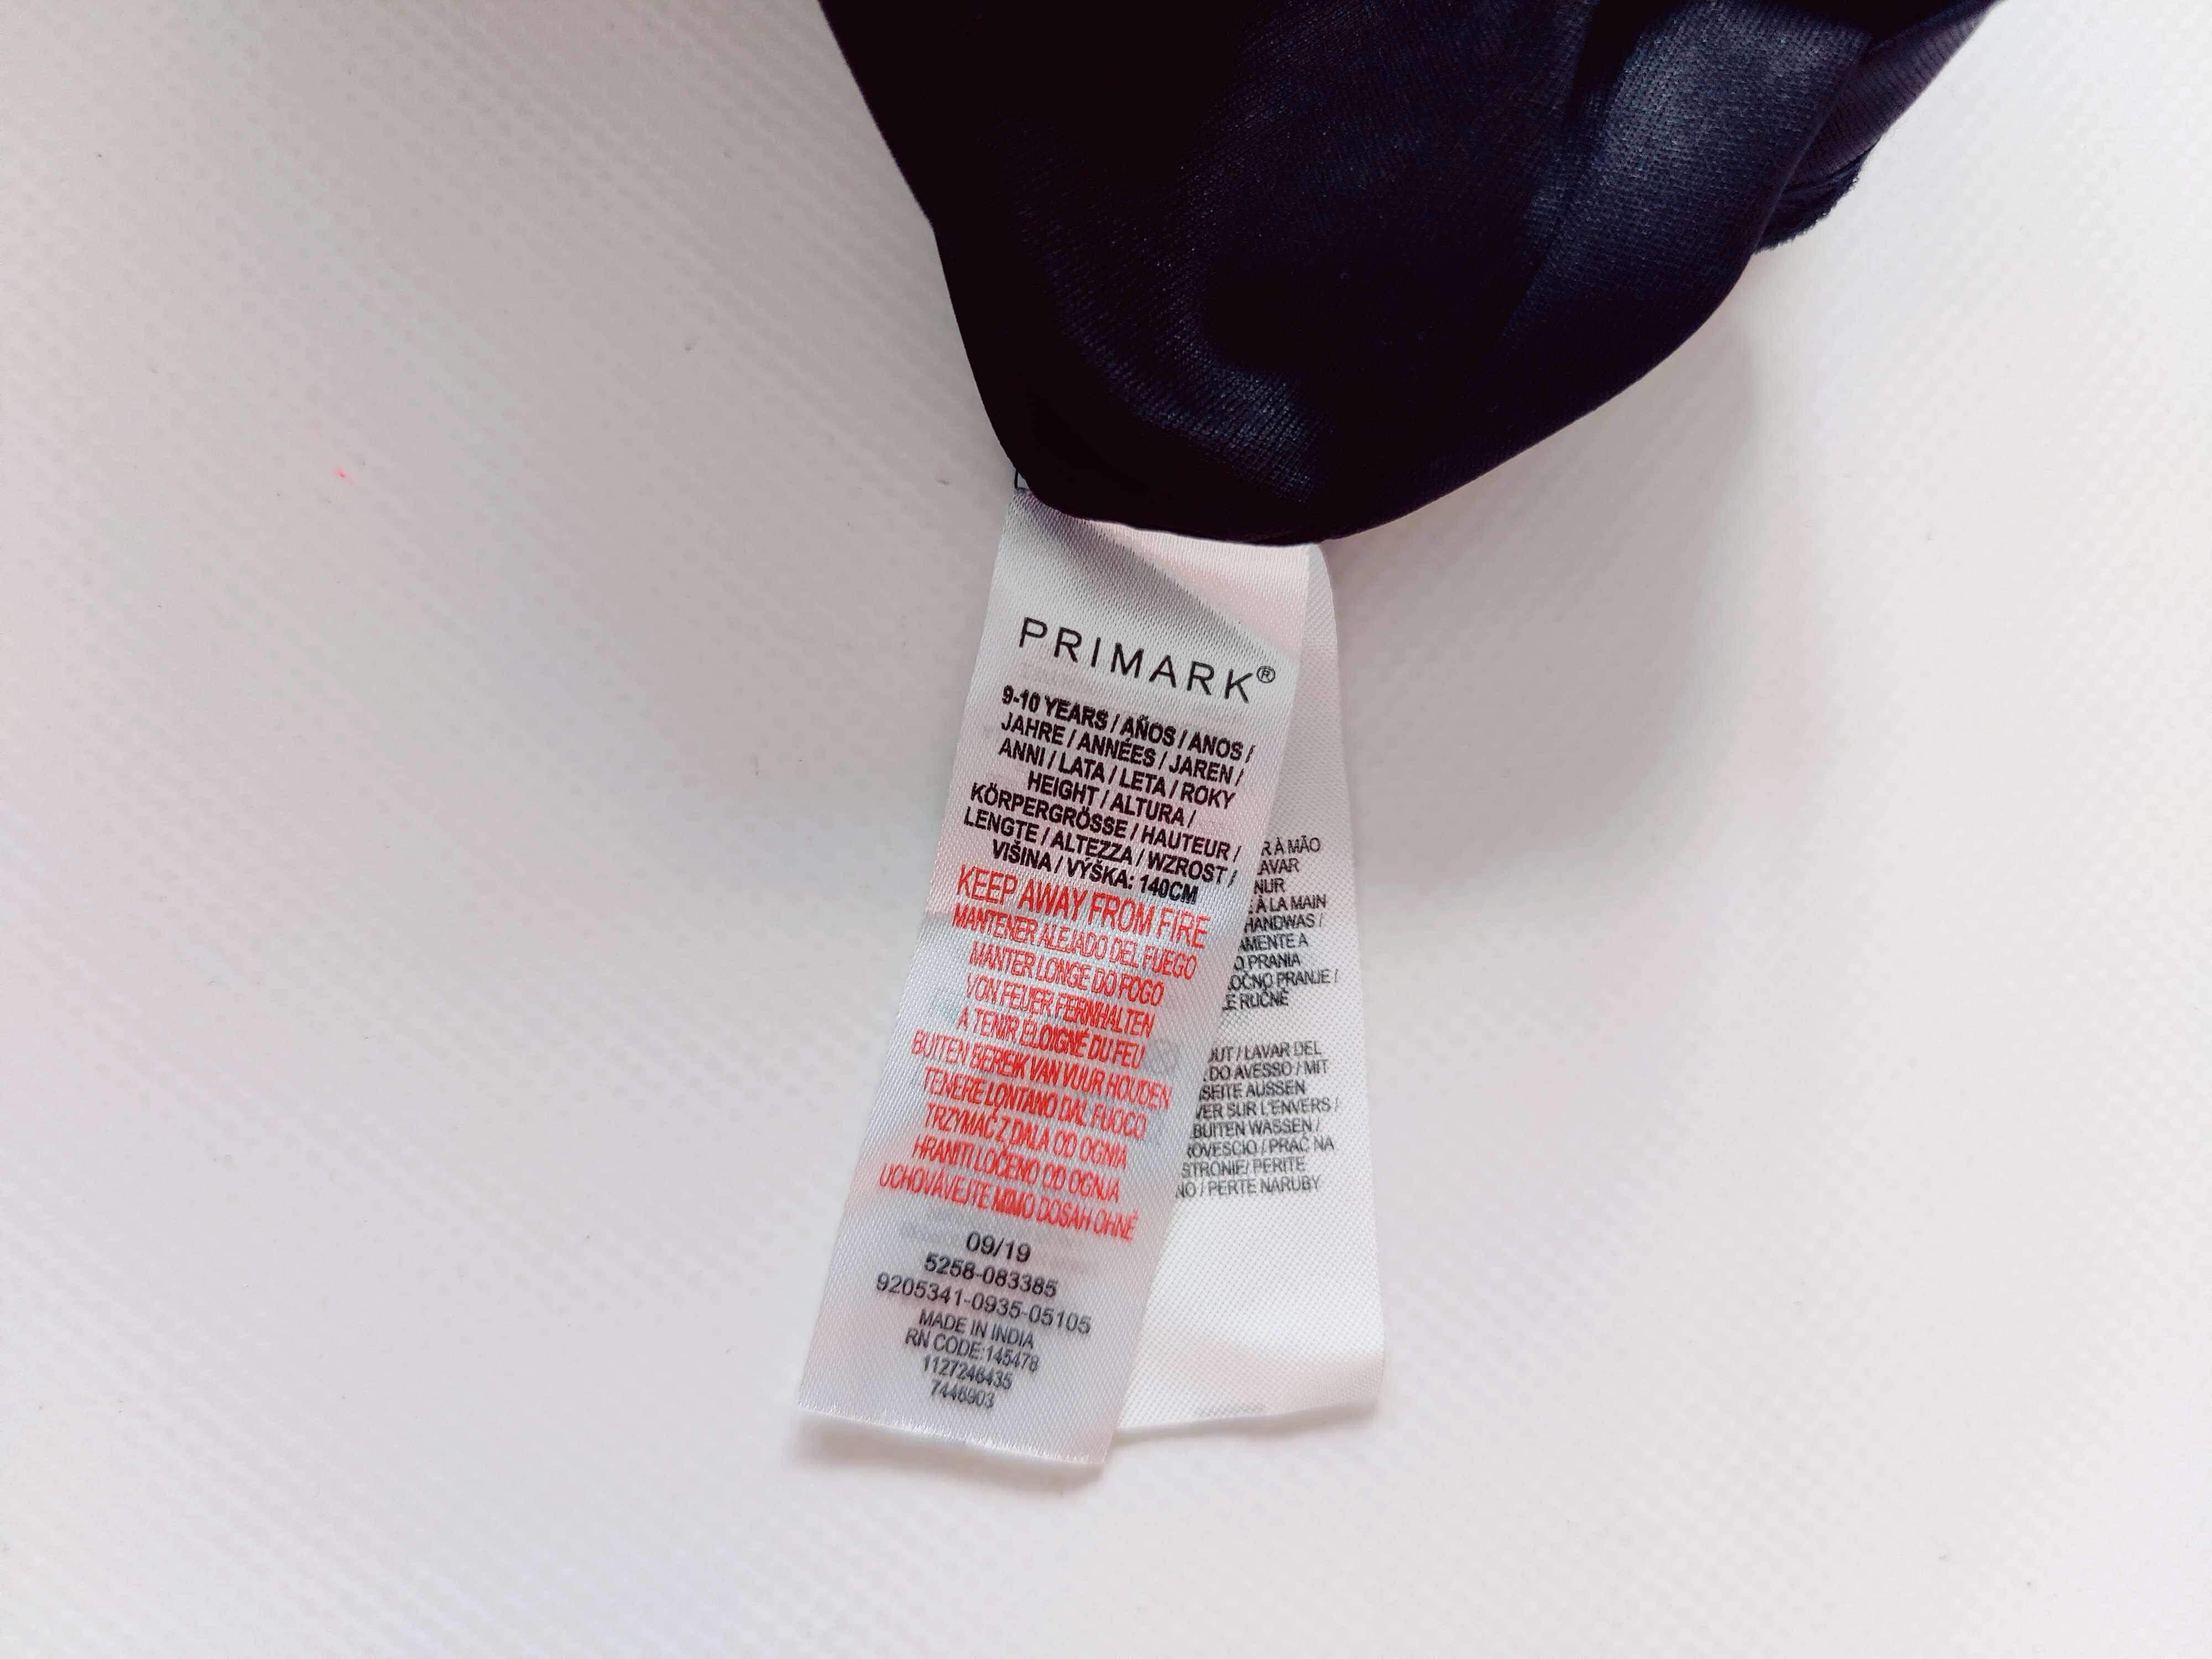 PRIMARK®
9-10 YEARS / AÑOS / ANOS /
JAHRE / ANNÉES / JAREN /
ANNI / LATA / LETA / ROKY
HEIGHT / ALTURA /
KÖRPERGRÖSSE / HAUTEUR /
LENGTE / ALTEZZA / WZROST /
VIŠINA / VÝŠKA: 140CM
KEEP AWAY FROM FIRE
MANTENER ALEJADO DEL FUEGO
MANTER LONGE DO FOGO
VON FEUER FERNHALTEN
A TENIR ELOIGNÉ DU FEU
BUITEN BEREIK VAN VUUR HOUDEN
TENERE LONTANO DAL FUOCO
TRZYMAĆ Z DALA OD OGNIA
HRANITI LOČENO OD OGNJA
UCHOVÁVEJTE MIMO DOSAH OHNĚ
09/19
5258-083385
9205341-0935-05105
MADE IN INDIA
RN CODE:145478
1127246435
7446903
R À MÃO
AVAR
NUR
À LA MAIN
HANDWAS /
AMENTE A
O PRANIA
OČNO PRANJE /
E RUČNĚ
OUT / LAVAR DEL
DO AVESSO / MIT
SEITE AUSSEN
VER SUR L'ENVERS /
BUITEN WASSEN /
ROVESCIO / PRAĆ NA
STRONIE/ PERITE
NO / PERTE NARUBY